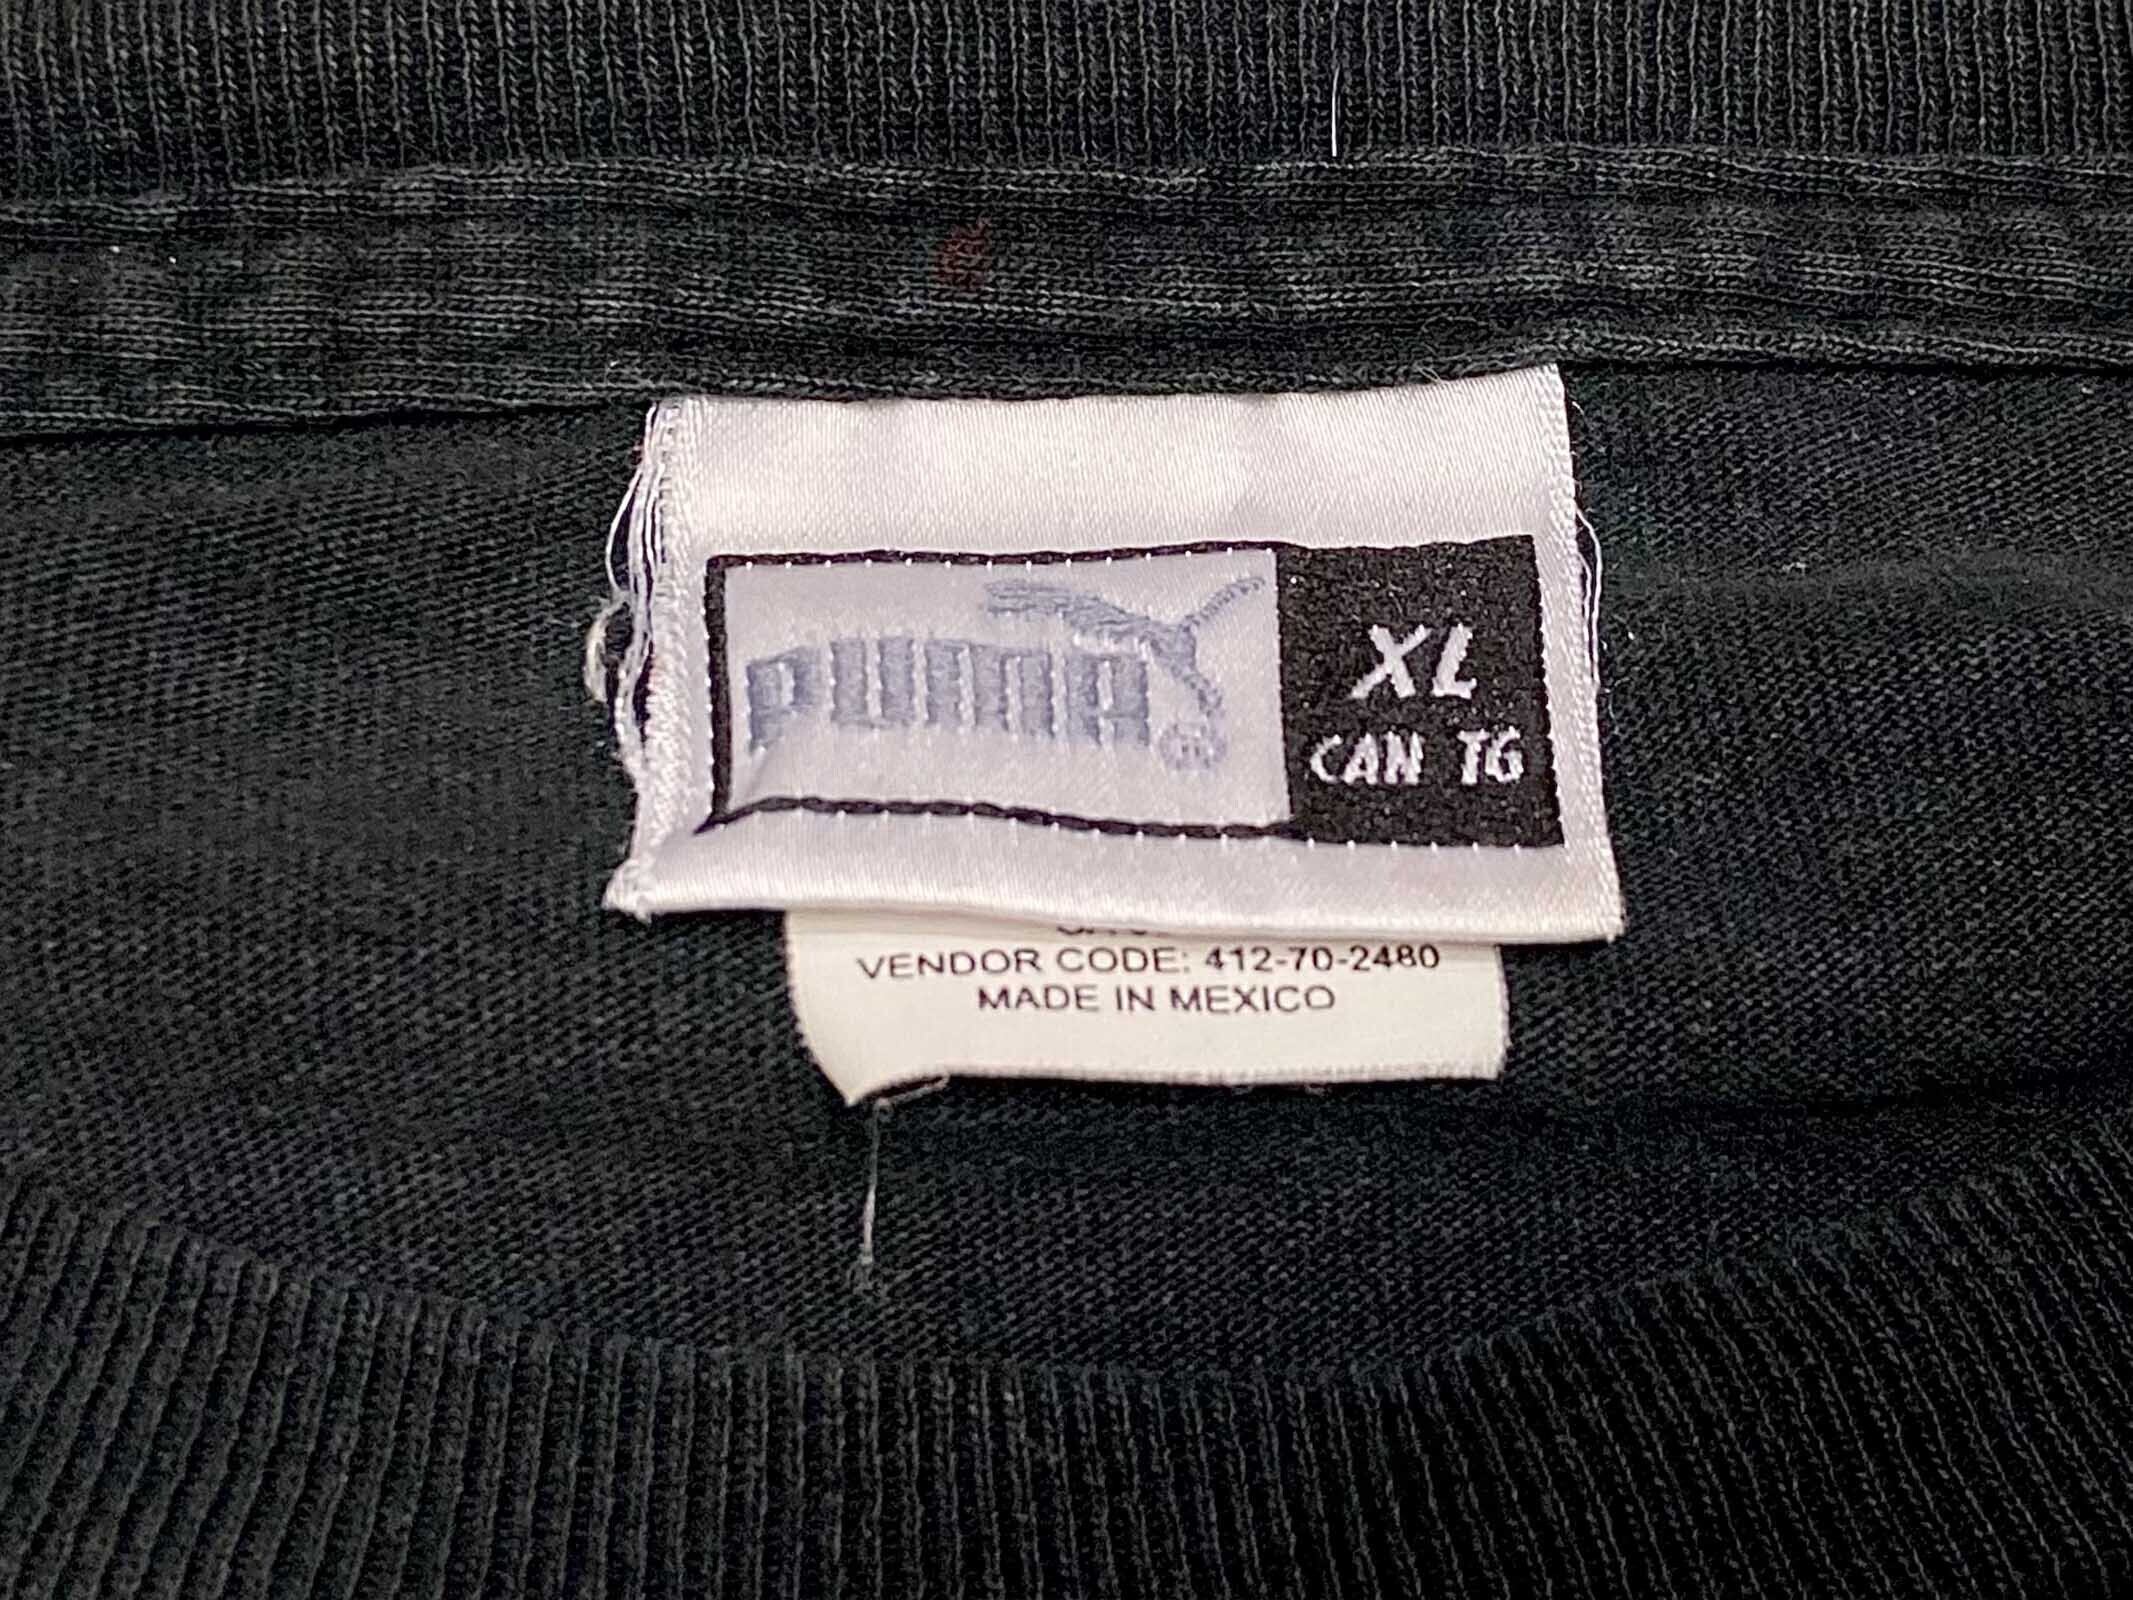 PUMA
XL
CAN TG
VENDOR CODE: 412-70-2480
MADE IN MEXICO